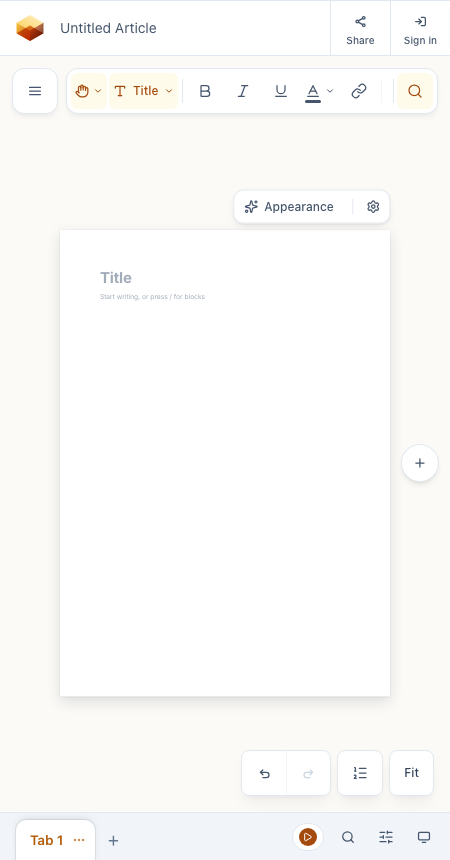 Untitled Article
Share
Sign in
Title
B I U A
Appearance
Title
Start writing, or press / for blocks
Fit
Tab 1